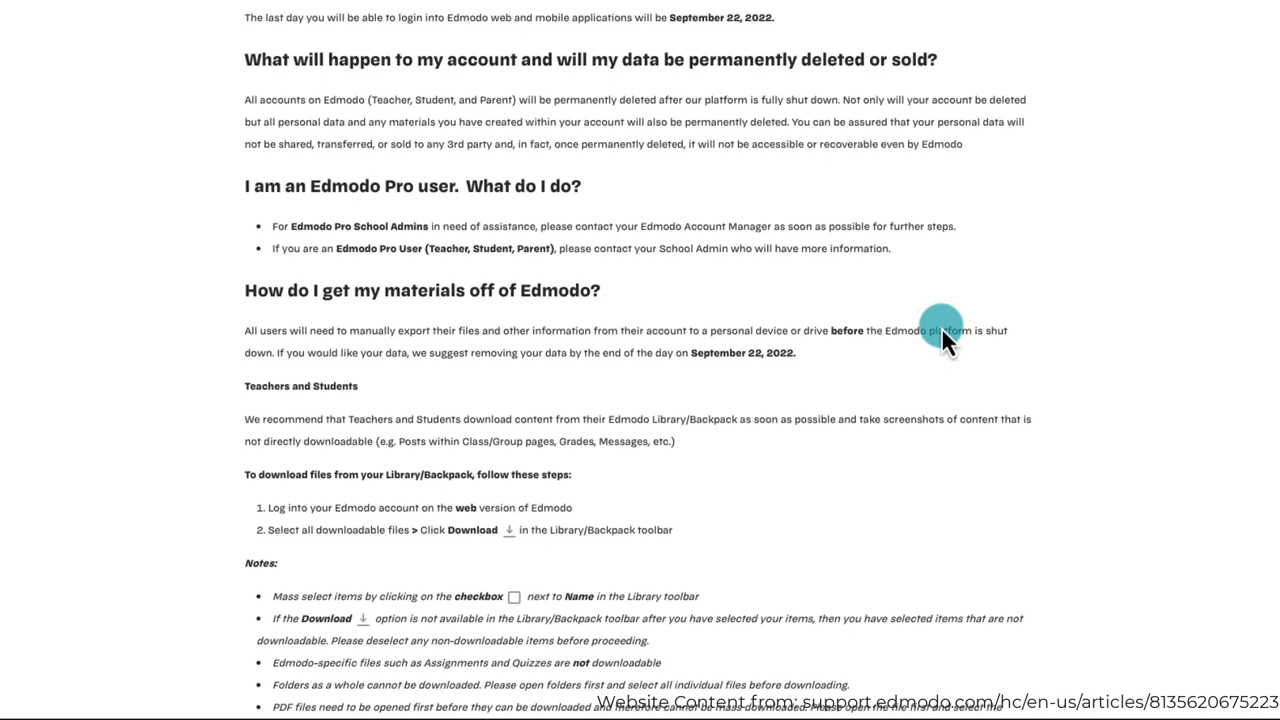 The last day you will be able to login into Edmodo web and mobile applications will be September 22, 2022.
What will happen to my account and will my data be permanently deleted or sold?
All accounts on Edmodo (Teacher, Student, and Parent) will be permanently deleted after our platform is fully shut down. Not only will your account be deleted
but all personal data and any materials you have created within your account will also be permanently deleted. You can be assured that your personal data will
not be shared, transferred, or sold to any 3rd party and, in fact, once permanently deleted, it will not be accessible or recoverable even by Edmodo
I am an Edmodo Pro user.  What do I do?
• For Edmodo Pro School Admins in need of assistance, please contact your Edmodo Account Manager as soon as possible for further steps.
• If you are an Edmodo Pro User (Teacher, Student, Parent), please contact your School Admin who will have more information.
How do I get my materials off of Edmodo?
All users will need to manually export their files and other information from their account to a personal device or drive before the Edmodo platform is shut
down. If you would like your data, we suggest removing your data by the end of the day on September 22, 2022.
Teachers and Students
We recommend that Teachers and Students download content from their Edmodo Library/Backpack as soon as possible and take screenshots of content that is
not directly downloadable (e.g. Posts within Class/Group pages, Grades, Messages, etc.)
To download files from your Library/Backpack, follow these steps:
1. Log into your Edmodo account on the web version of Edmodo
2. Select all downloadable files > Click Download in the Library/Backpack toolbar
Notes:
• Mass select items by clicking on the checkbox next to Name in the Library toolbar
• If the Download option is not available in the Library/Backpack toolbar after you have selected your items, then you have selected items that are not
downloadable. Please deselect any non-downloadable items before proceeding.
• Edmodo-specific files such as Assignments and Quizzes are not downloadable
• Folders as a whole cannot be downloaded. Please open folders first and select all individual files before downloading.
• PDF files need to be opened first before they can be downloaded and therefore cannot be mass downloaded. Please open the file first and select the
Website Content from: support.edmodo.com/hc/en-us/articles/8135620675223